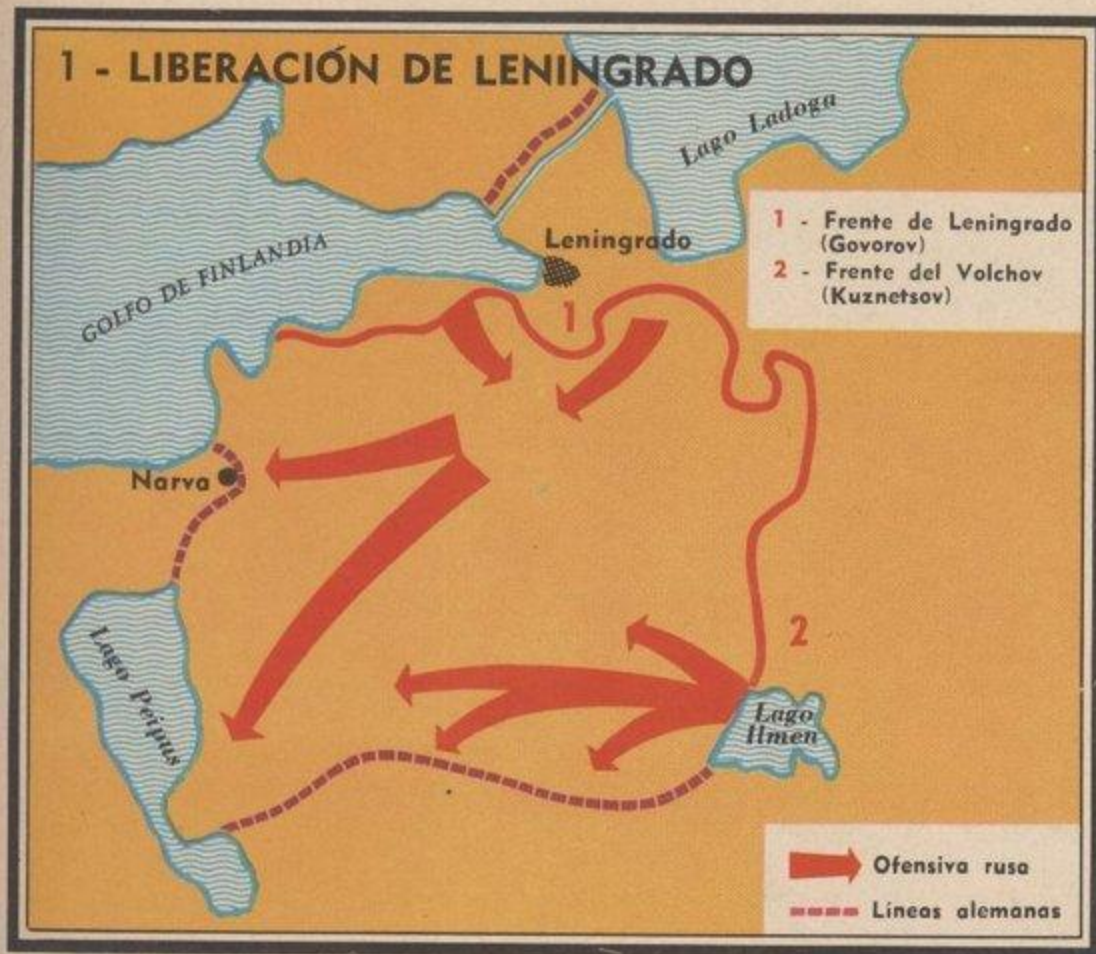 1 - LIBERACIÓN DE LENINGRADO
Lago Ladoga
1 - Frente de Leningrado
(Govorov)
2 - Frente del Volchov
(Kuznetsov)
Leningrado
GOLFO DE FINLANDIA
1
Narva
2
Lago Peipus
Lago
Ilmen
Ofensiva rusa
Líneas alemanas